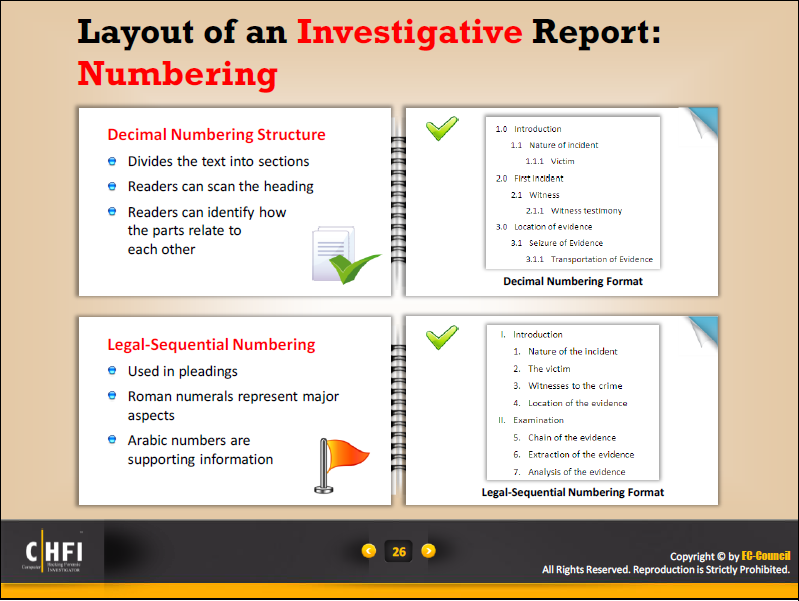 Layout of an Investigative Report:
Numbering
Decimal Numbering Structure
Divides the text into sections
Readers can scan the heading
Readers can identify how
the parts relate to
each other
1.0 Introduction
1.1 Nature of incident
1.1.1 Victim
2.0 First Incident
2.1 Witness
2.1.1 Witness testimony
3.0 Location of evidence
3.1 Seizure of Evidence
3.1.1 Transportation of Evidence
Decimal Numbering Format
Legal-Sequential Numbering
Used in pleadings
Roman numerals represent major
aspects
Arabic numbers are
supporting information
I. Introduction
1. Nature of the incident
2. The victim
3. Witnesses to the crime
4. Location of the evidence
II. Examination
5. Chain of the evidence
6. Extraction of the evidence
7. Analysis of the evidence
Legal-Sequential Numbering Format
CHFI
Computer Hacking Forensic
INVESTIGATOR
26
Copyright © by EC-Council
All Rights Reserved. Reproduction is Strictly Prohibited.